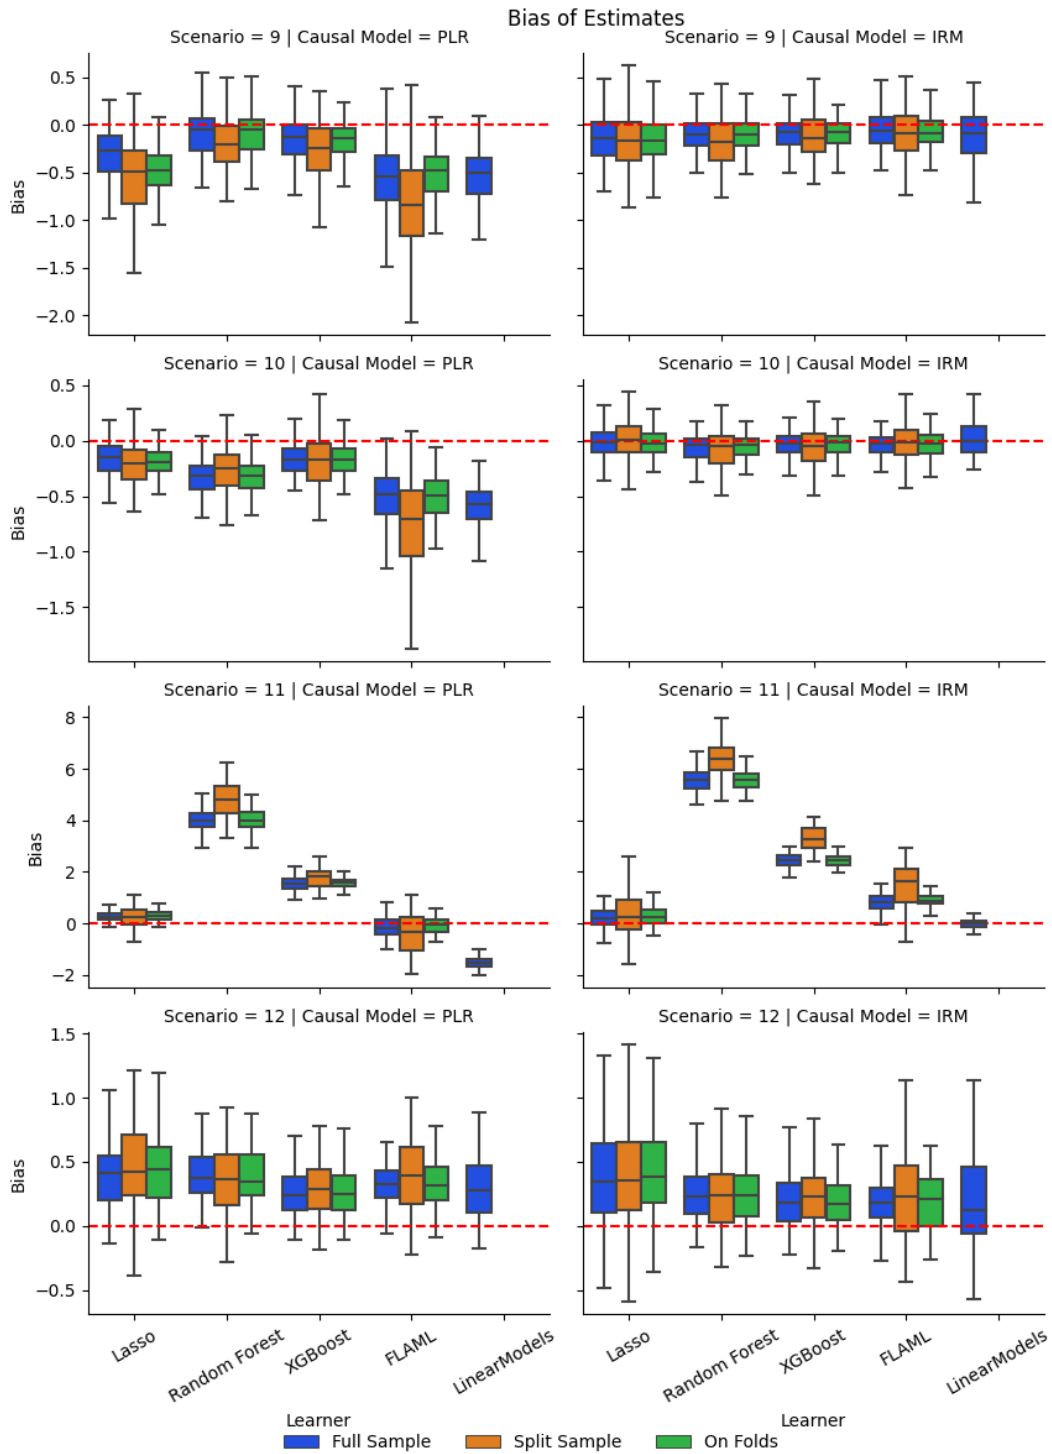 Bias of Estimates
Scenario = 9 | Causal Model = PLR
Scenario = 9 | Causal Model = IRM
0.5
0.0
−0.5
−1.0
−1.5
−2.0
Bias
Scenario = 10 | Causal Model = PLR
Scenario = 10 | Causal Model = IRM
0.5
0.0
−0.5
−1.0
−1.5
Bias
Scenario = 11 | Causal Model = PLR
Scenario = 11 | Causal Model = IRM
8
6
4
2
0
−2
Bias
Scenario = 12 | Causal Model = PLR
Scenario = 12 | Causal Model = IRM
1.5
1.0
0.5
0.0
−0.5
Bias
Lasso
Random Forest
XGBoost
FLAML
LinearModels
Lasso
Random Forest
XGBoost
FLAML
LinearModels
Learner
Learner
Full Sample
Split Sample
On Folds